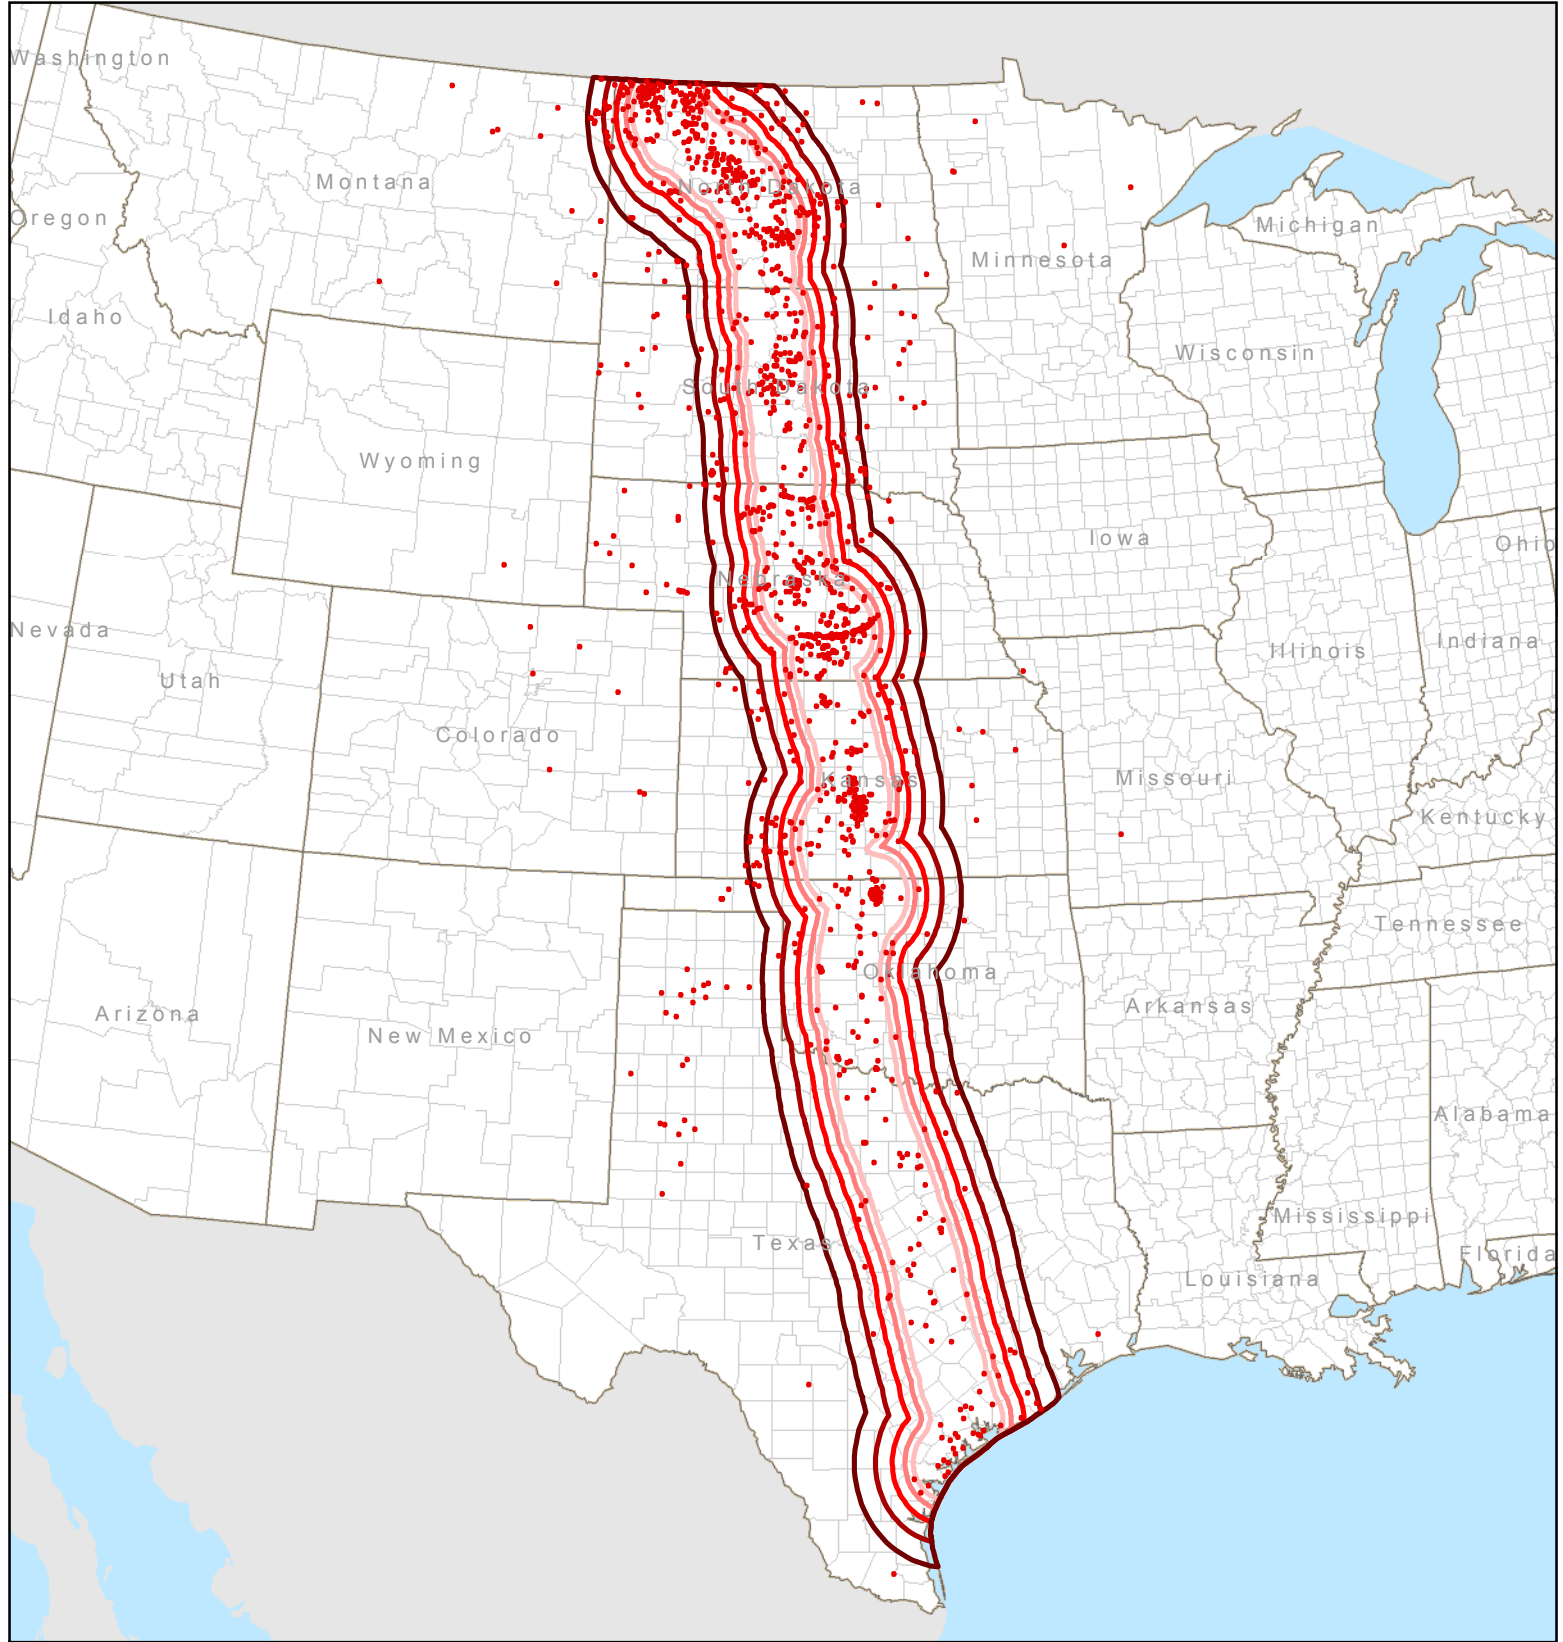 Washington
Montana
North Dakota
Oregon
Michigan
Minnesota
Idaho
Wisconsin
South Dakota
Wyoming
Iowa
Ohio
Nebraska
Nevada
Indiana
Illinois
Utah
Colorado
Kansas
Missouri
Kentucky
Tennessee
Oklahoma
Arkansas
Arizona
New Mexico
Alabama
Mississippi
Texas
Florida
Louisiana